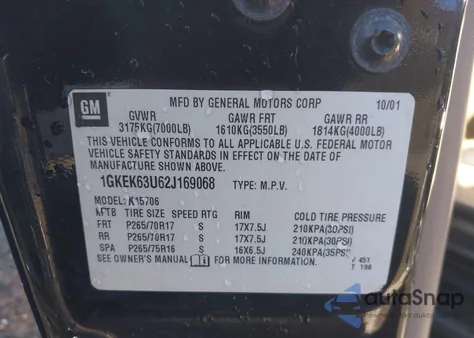 GM MFD BY GENERAL MOTORS CORP 10/01
GVWR GAWR FRT GAWR RR
3175KG(7000LB) 1610KG(3550LB) 1814KG(4000LB)
THIS VEHICLE CONFORMS TO ALL APPLICABLE U.S. FEDERAL MOTOR
VEHICLE SAFETY STANDARDS IN EFFECT ON THE DATE OF
MANUFACTURE SHOWN ABOVE.
1GKEK63U62J169068 TYPE: M.P.V.
MODEL: K15706
TIRE SIZE SPEED RTG RIM COLD TIRE PRESSURE
FRT P265/70R17 S 17X7.5J 210KPA(30PSI)
RR P265/70R17 S 17X7.5J 210KPA(30PSI)
SPA P265/75R16 S 16X6.5J 240KPA(35PSI)
SEE OWNER'S MANUAL FOR ADDITIONAL INFORMATION.
F 451
T 198
autoSnap